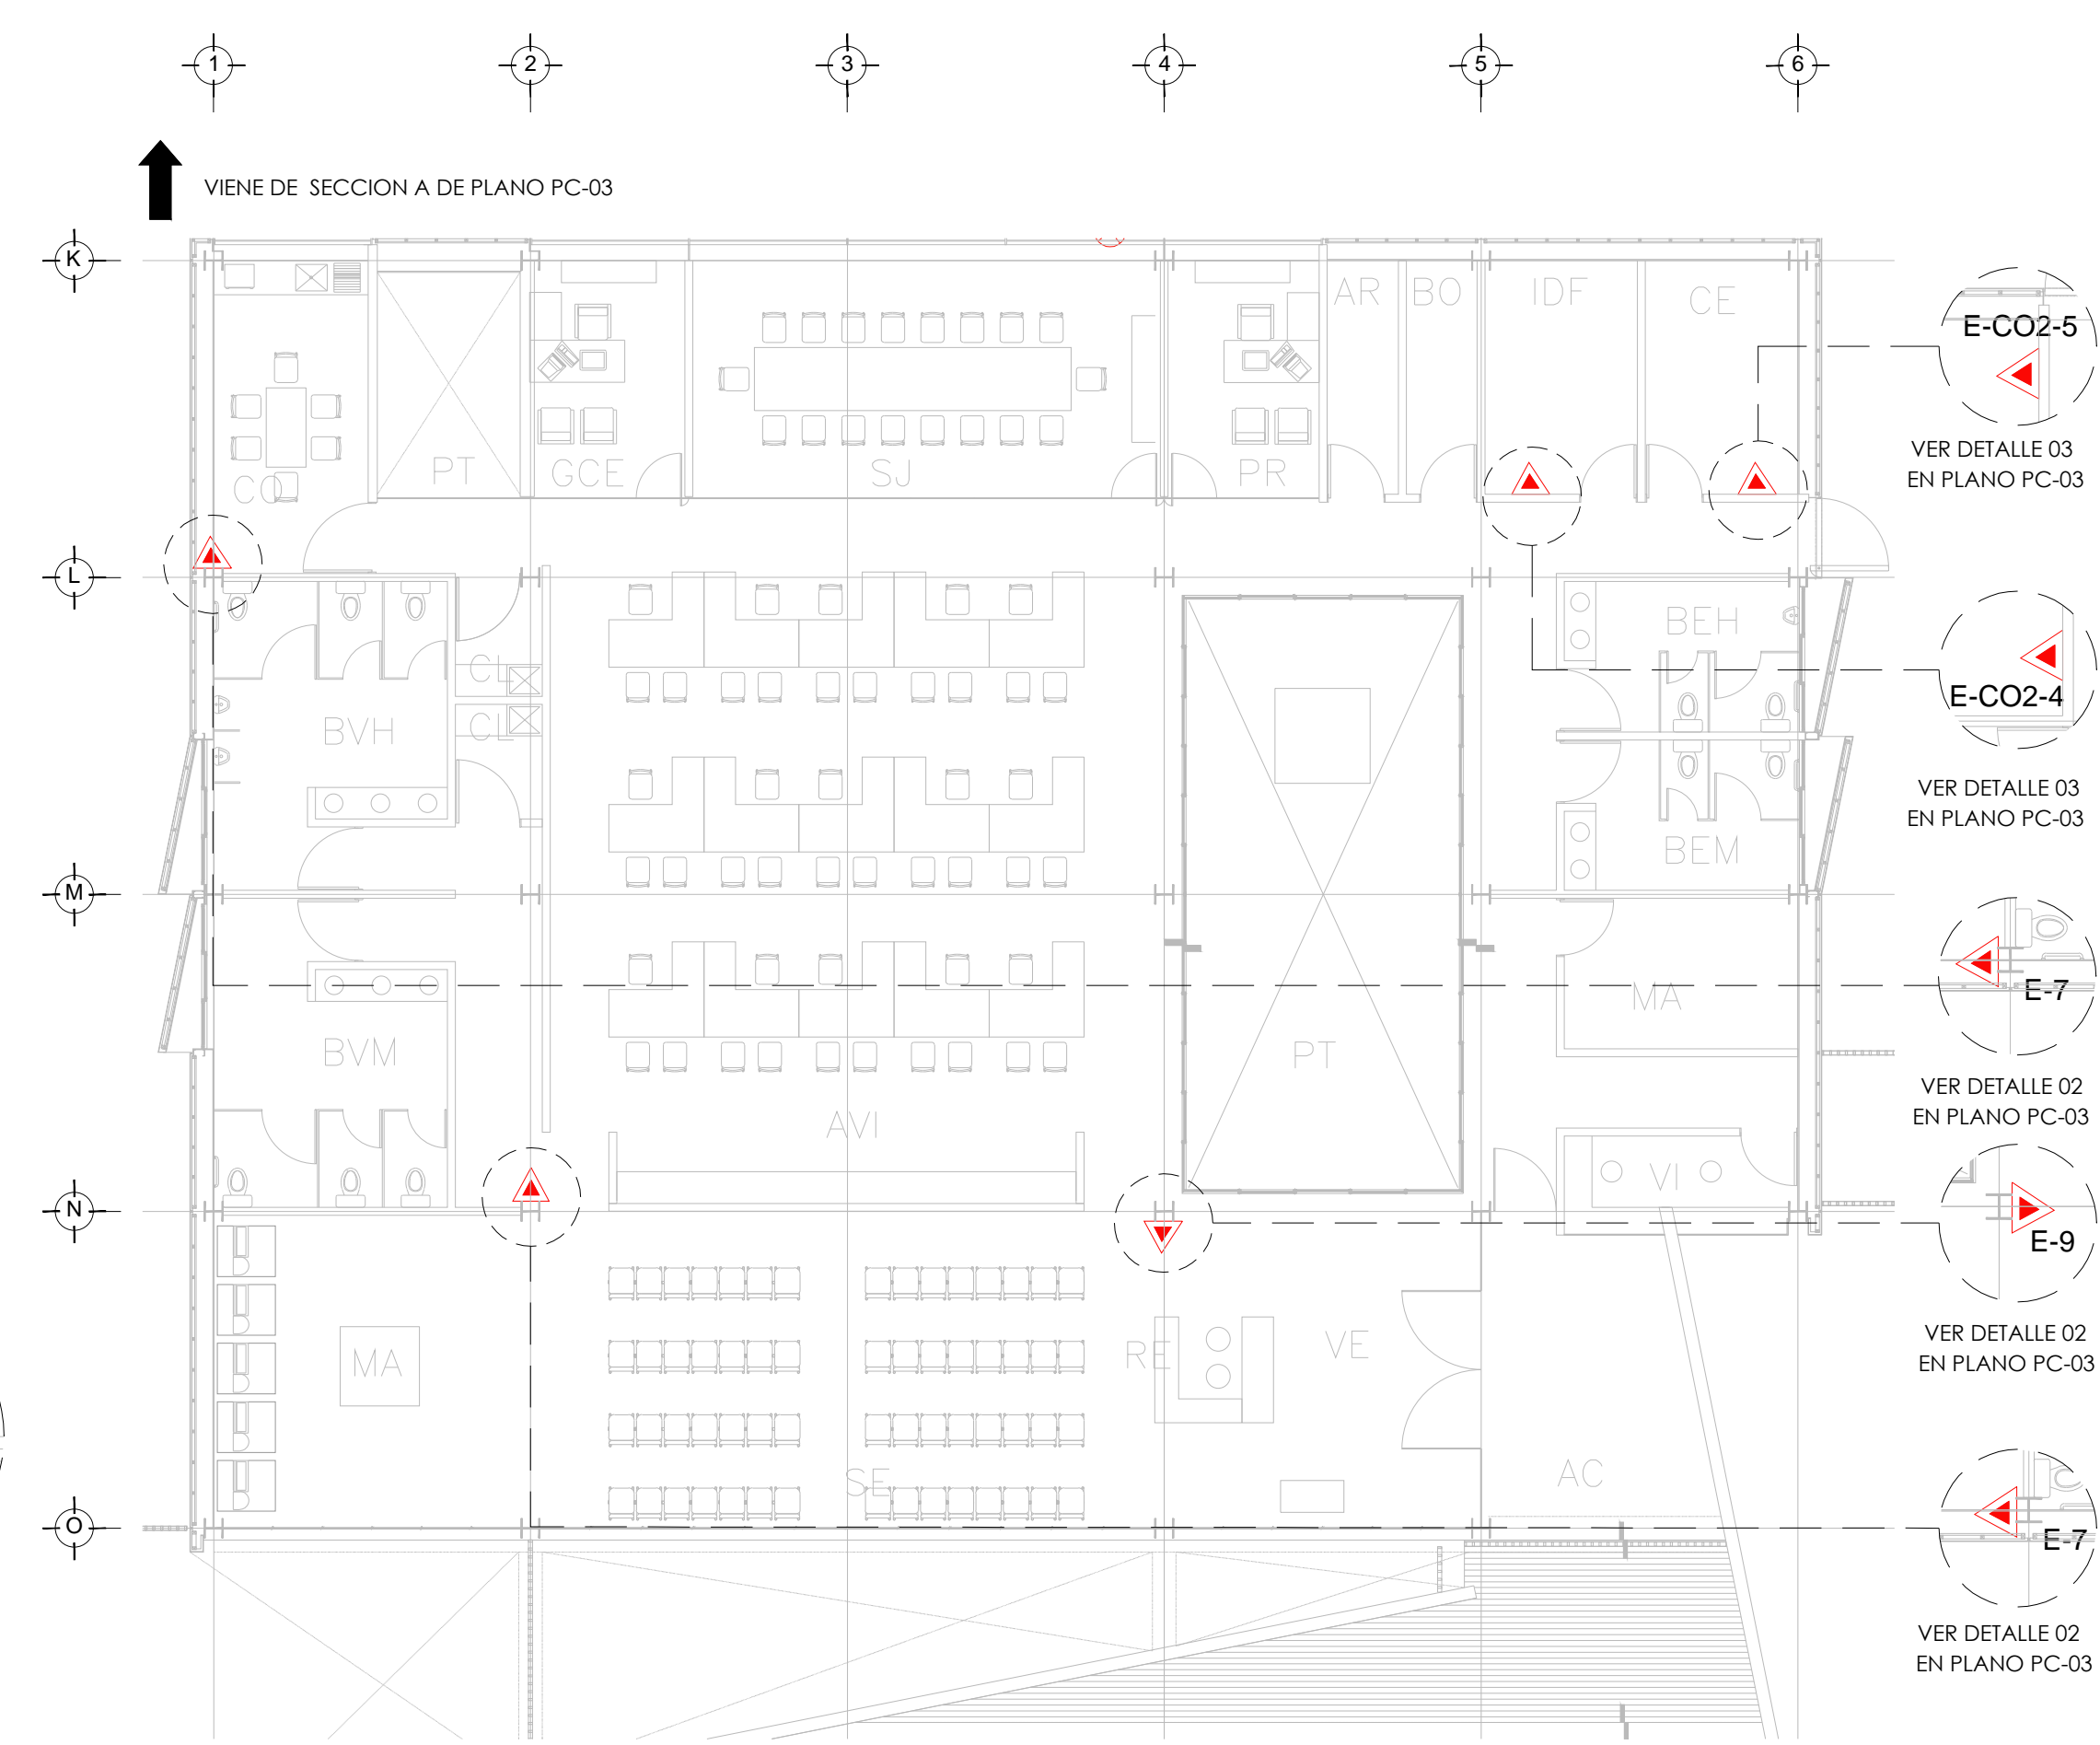 1 2 3 4 5 6
VIENE DE SECCION A DE PLANO PC-03
K
AR BO IDF CE
E-CO2-5
VER DETALLE 03
EN PLANO PC-03
CO PT GCE SJ PR
L
BEH
CL
E-CO2-4
BVH CL
VER DETALLE 03
EN PLANO PC-03
BEM
M
E-7
MA
BVM PT
VER DETALLE 02
EN PLANO PC-03
AVI
VI
N
E-9
VER DETALLE 02
EN PLANO PC-03
MA RE VE
SE AC
O
E-7
VER DETALLE 02
EN PLANO PC-03